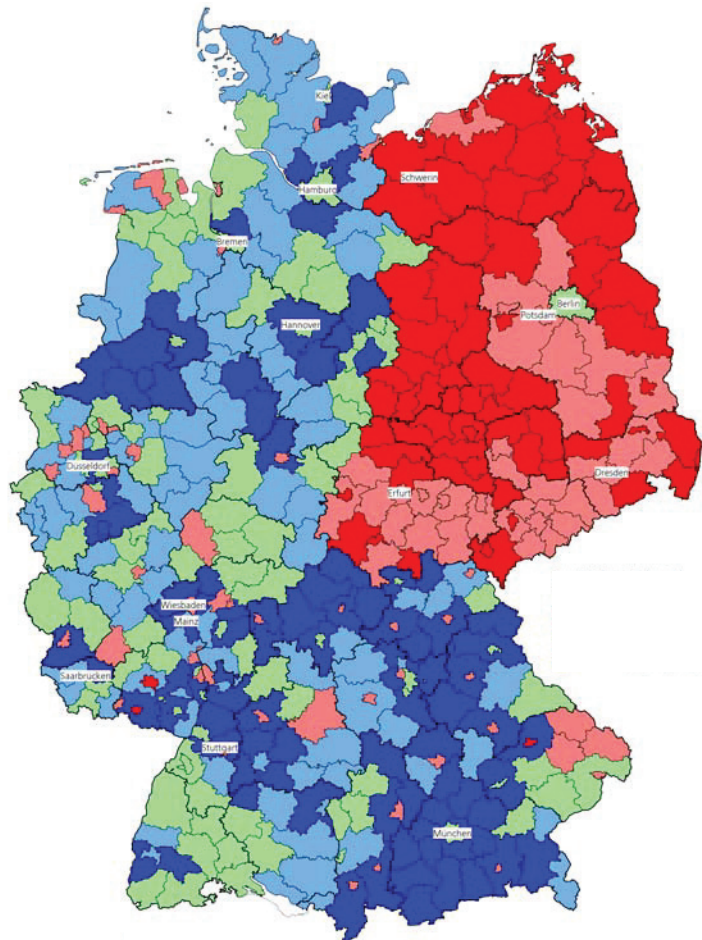 Kiel
Schwerin
Hamburg
Bremen
Berlin
Potsdam
Hannover
Düsseldorf
Dresden
Erfurt
Wiesbaden
Mainz
Saarbrücken
Stuttgart
München